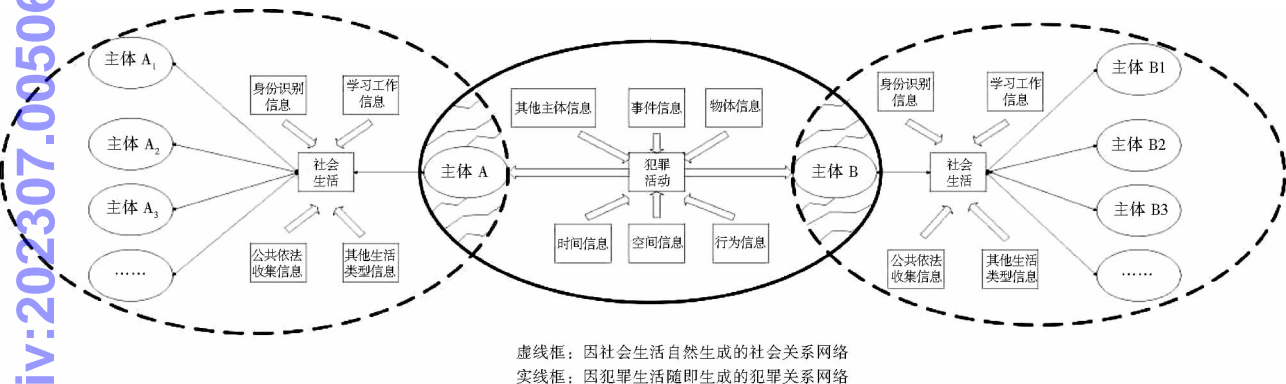 iv:202307.00506
主体 A1
主体 A2
主体 A3
……
身份识别
信息
学习工作
信息
社会
生活
公共依法
收集信息
其他生活
类型信息
主体 A
其他主体信息
事件信息
物体信息
犯罪
活动
时间信息
空间信息
行为信息
主体 B
身份识别
信息
学习工作
信息
社会
生活
公共依法
收集信息
其他生活
类型信息
主体 B1
主体 B2
主体 B3
……
虚线框：因社会生活自然生成的社会关系网络
实线框：因犯罪生活随即生成的犯罪关系网络